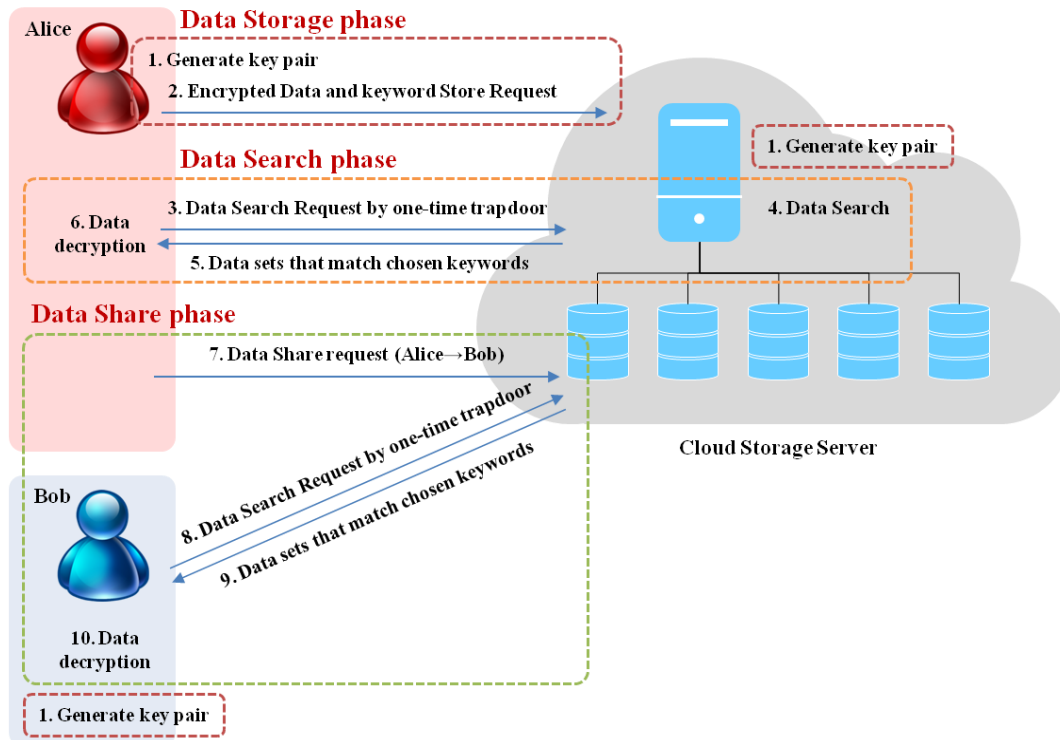 Alice
Data Storage phase
1. Generate key pair
2. Encrypted Data and keyword Store Request
1. Generate key pair
Data Search phase
3. Data Search Request by one-time trapdoor
4. Data Search
6. Data
decryption
5. Data sets that match chosen keywords
Data Share phase
7. Data Share request (Alice→Bob)
Cloud Storage Server
8. Data Search Request by one-time trapdoor
9. Data sets that match chosen keywords
Bob
10. Data
decryption
1. Generate key pair